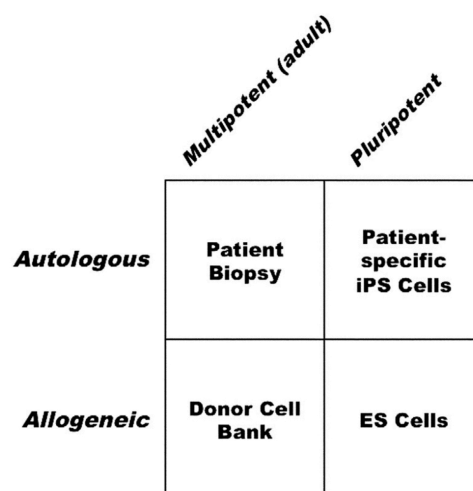 Multipotent (adult)
Pluripotent
Autologous
Patient
Biopsy
Patient-
specific
iPS Cells
Allogeneic
Donor Cell
Bank
ES Cells